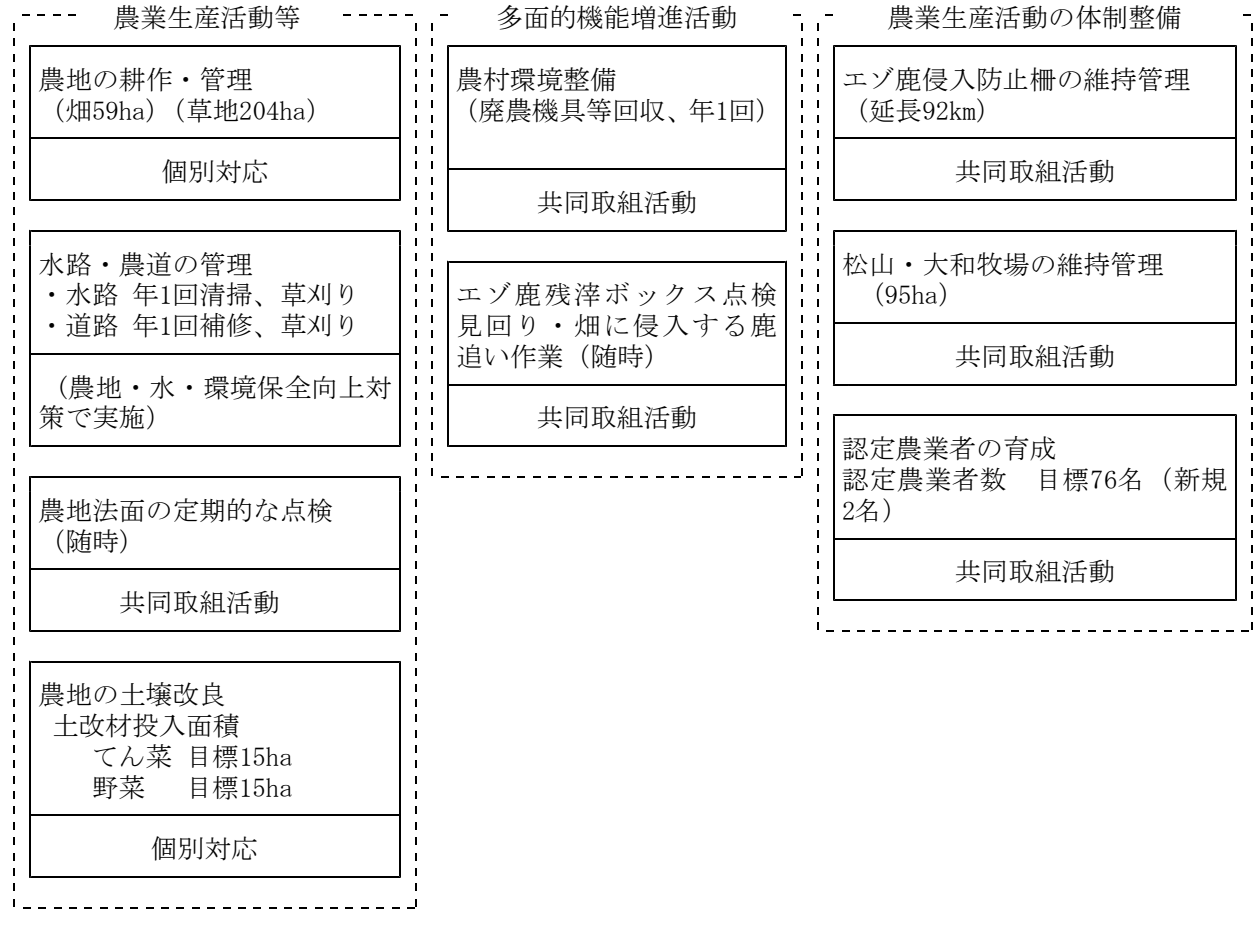 農業生産活動等
農地の耕作・管理
（畑59ha）（草地204ha）
個別対応
水路・農道の管理
・水路 年1回清掃、草刈り
・道路 年1回補修、草刈り
（農地・水・環境保全向上対
策で実施）
農地法面の定期的な点検
（随時）
共同取組活動
農地の土壌改良
土改材投入面積
てん菜 目標15ha
野菜 目標15ha
個別対応
多面的機能増進活動
農村環境整備
（廃農機具等回収、年1回）
共同取組活動
エゾ鹿残滓ボックス点検
見回り・畑に侵入する鹿
追い作業（随時）
共同取組活動
農業生産活動の体制整備
エゾ鹿侵入防止柵の維持管理
（延長92km）
共同取組活動
松山・大和牧場の維持管理
（95ha）
共同取組活動
認定農業者の育成
認定農業者数 目標76名（新規
2名）
共同取組活動